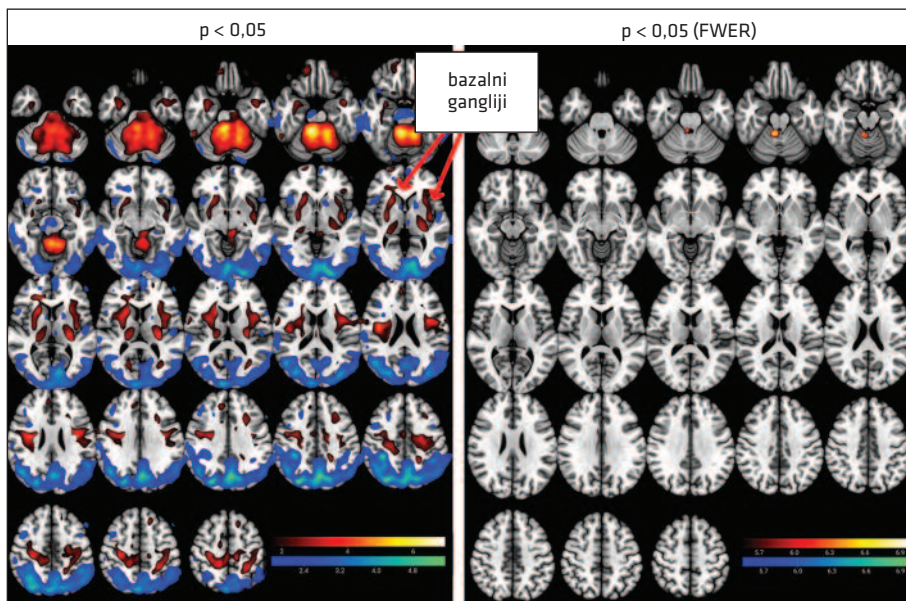 p < 0,05
p < 0,05 (FWER)
bazalni
gangliji
2 4 6
2.4 3.2 4.0 4.8
5.7 6.0 6.3 6.6 6.9
5.7 6.0 6.3 6.6 6.9